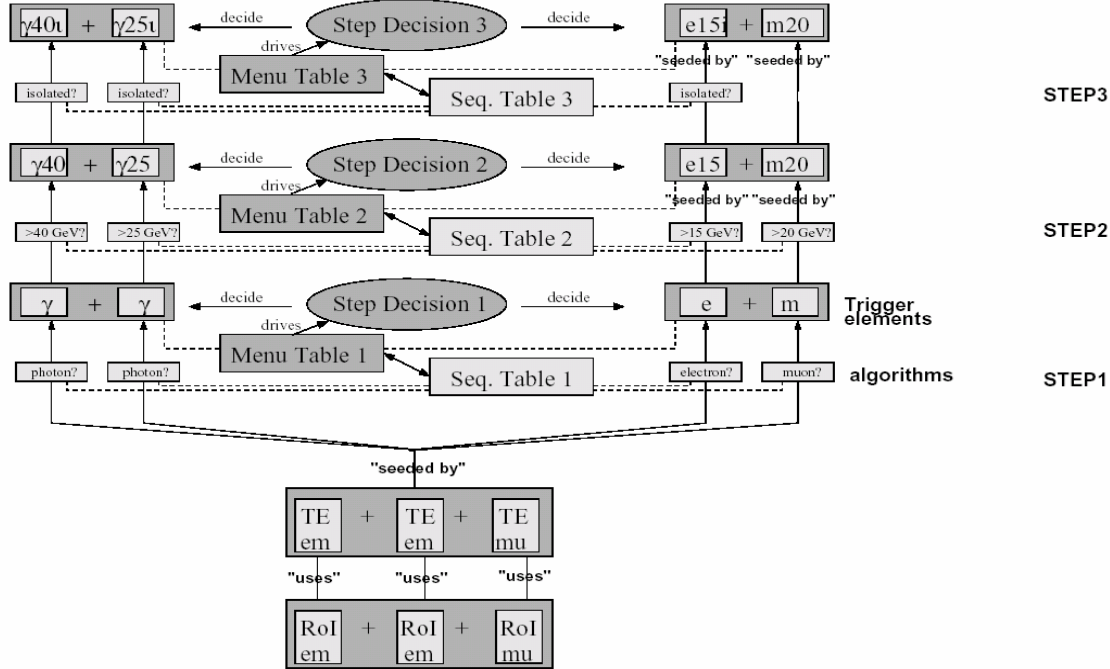 γ40ι + γ25ι decide Step Decision 3 decide e15i + m20
drives
"seeded by" "seeded by"
Menu Table 3
isolated? isolated? Seq. Table 3 isolated? STEP3
γ40 + γ25 decide Step Decision 2 decide e15 + m20
drives
"seeded by" "seeded by"
Menu Table 2
>40 GeV? >25 GeV? Seq. Table 2 >15 GeV? >20 GeV? STEP2
γ + γ decide Step Decision 1 decide e + m Trigger
elements
drives
Menu Table 1
photon? photon? Seq. Table 1 electron? muon? algorithms STEP1
"seeded by"
TE + TE + TE
em em mu
"uses" "uses" "uses"
RoI + RoI + RoI
em em mu